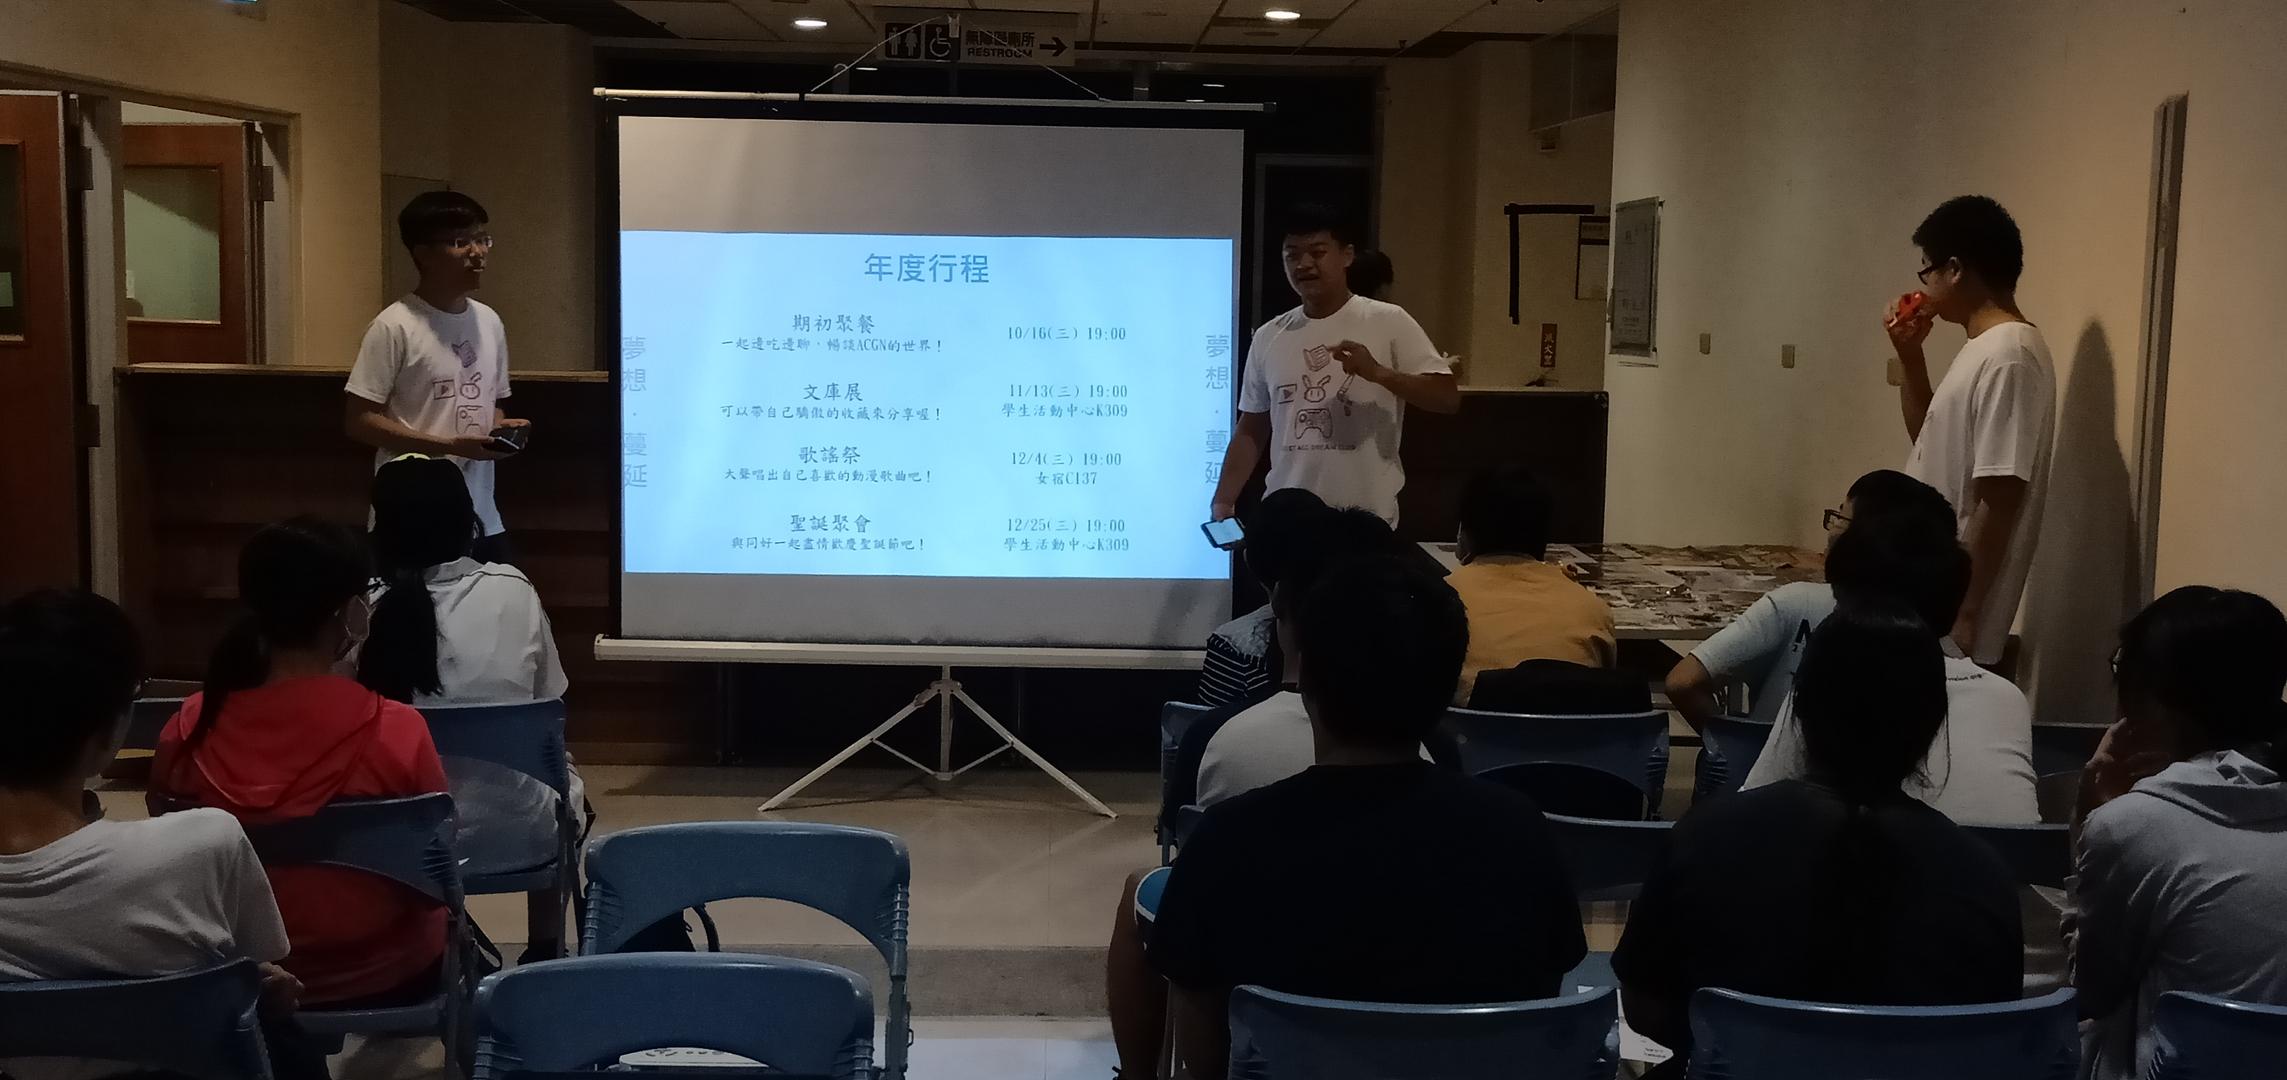 無障礙廁所
RESTROOM
年度行程
期初聚餐
一起邊吃邊聊，暢談ACGN的世界！
10/16(三) 19:00
文庫展
可以帶自己驕傲的收藏來分享喔！
11/13(三) 19:00
學生活動中心K309
歌謠祭
大聲唱出自己喜歡的動漫歌曲吧！
12/4(三) 19:00
女宿C137
聖誕聚會
與同好一起盡情歡慶聖誕節吧！
12/25(三) 19:00
學生活動中心K309
夢想．蔓延
夢想．蔓延
滅火器